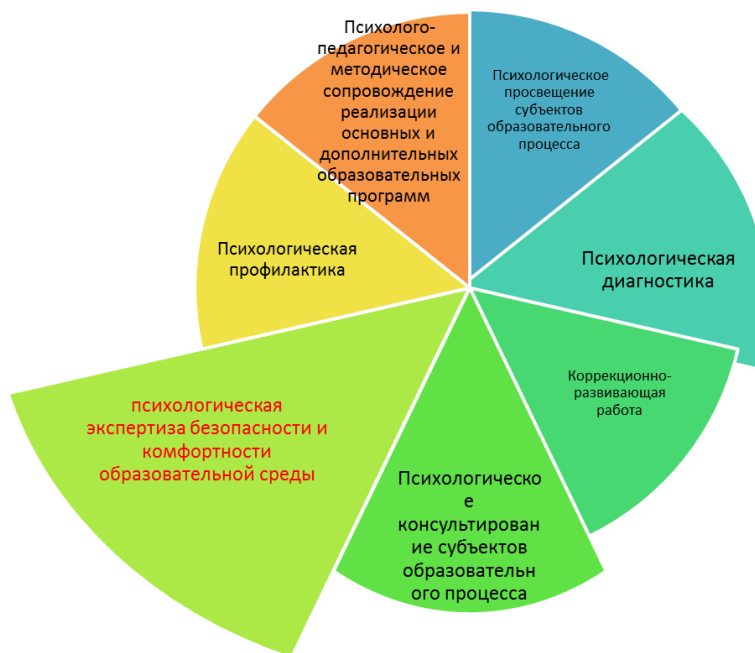 Психолого-
педагогическое и
методическое
сопровождение
реализации
основных и
дополнительных
образовательных
программ
Психологическое
просвещение
субъектов
образовательного
процесса
Психологическая
диагностика
Коррекционно-
развивающая
работа
Психологическо
е
консультирован
ие субъектов
образовательн
ого процесса
психологическая
экспертиза безопасности и
комфортности
образовательной среды
Психологическая
профилактика